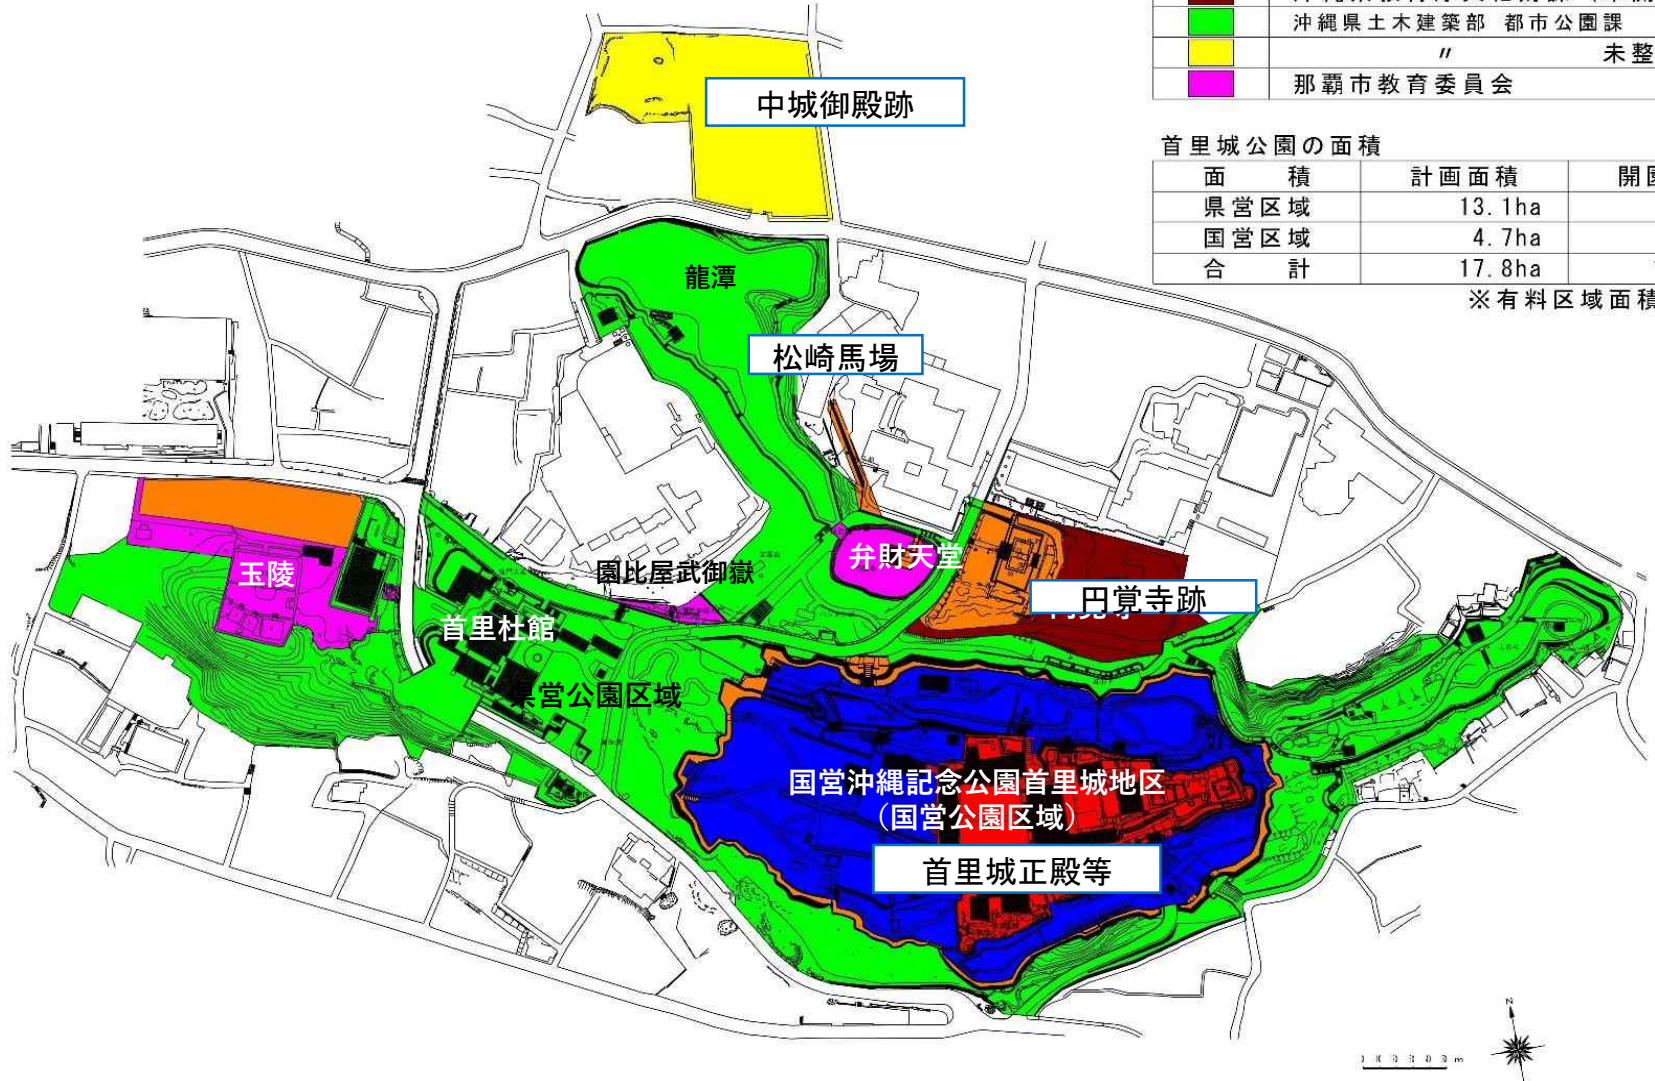 沖縄県土木建築部 都市公園課
〃 未整
那覇市教育委員会
首里城公園の面積
面 積 計画面積 開園
県営区域 13.1ha
国営区域 4.7ha
合 計 17.8ha
※有料区域面積
中城御殿跡
龍潭
松崎馬場
弁財天堂
玉陵
園比屋武御嶽
円覚寺跡
首里杜館
県営公園区域
国営沖縄記念公園首里城地区
(国営公園区域)
首里城正殿等
N
m